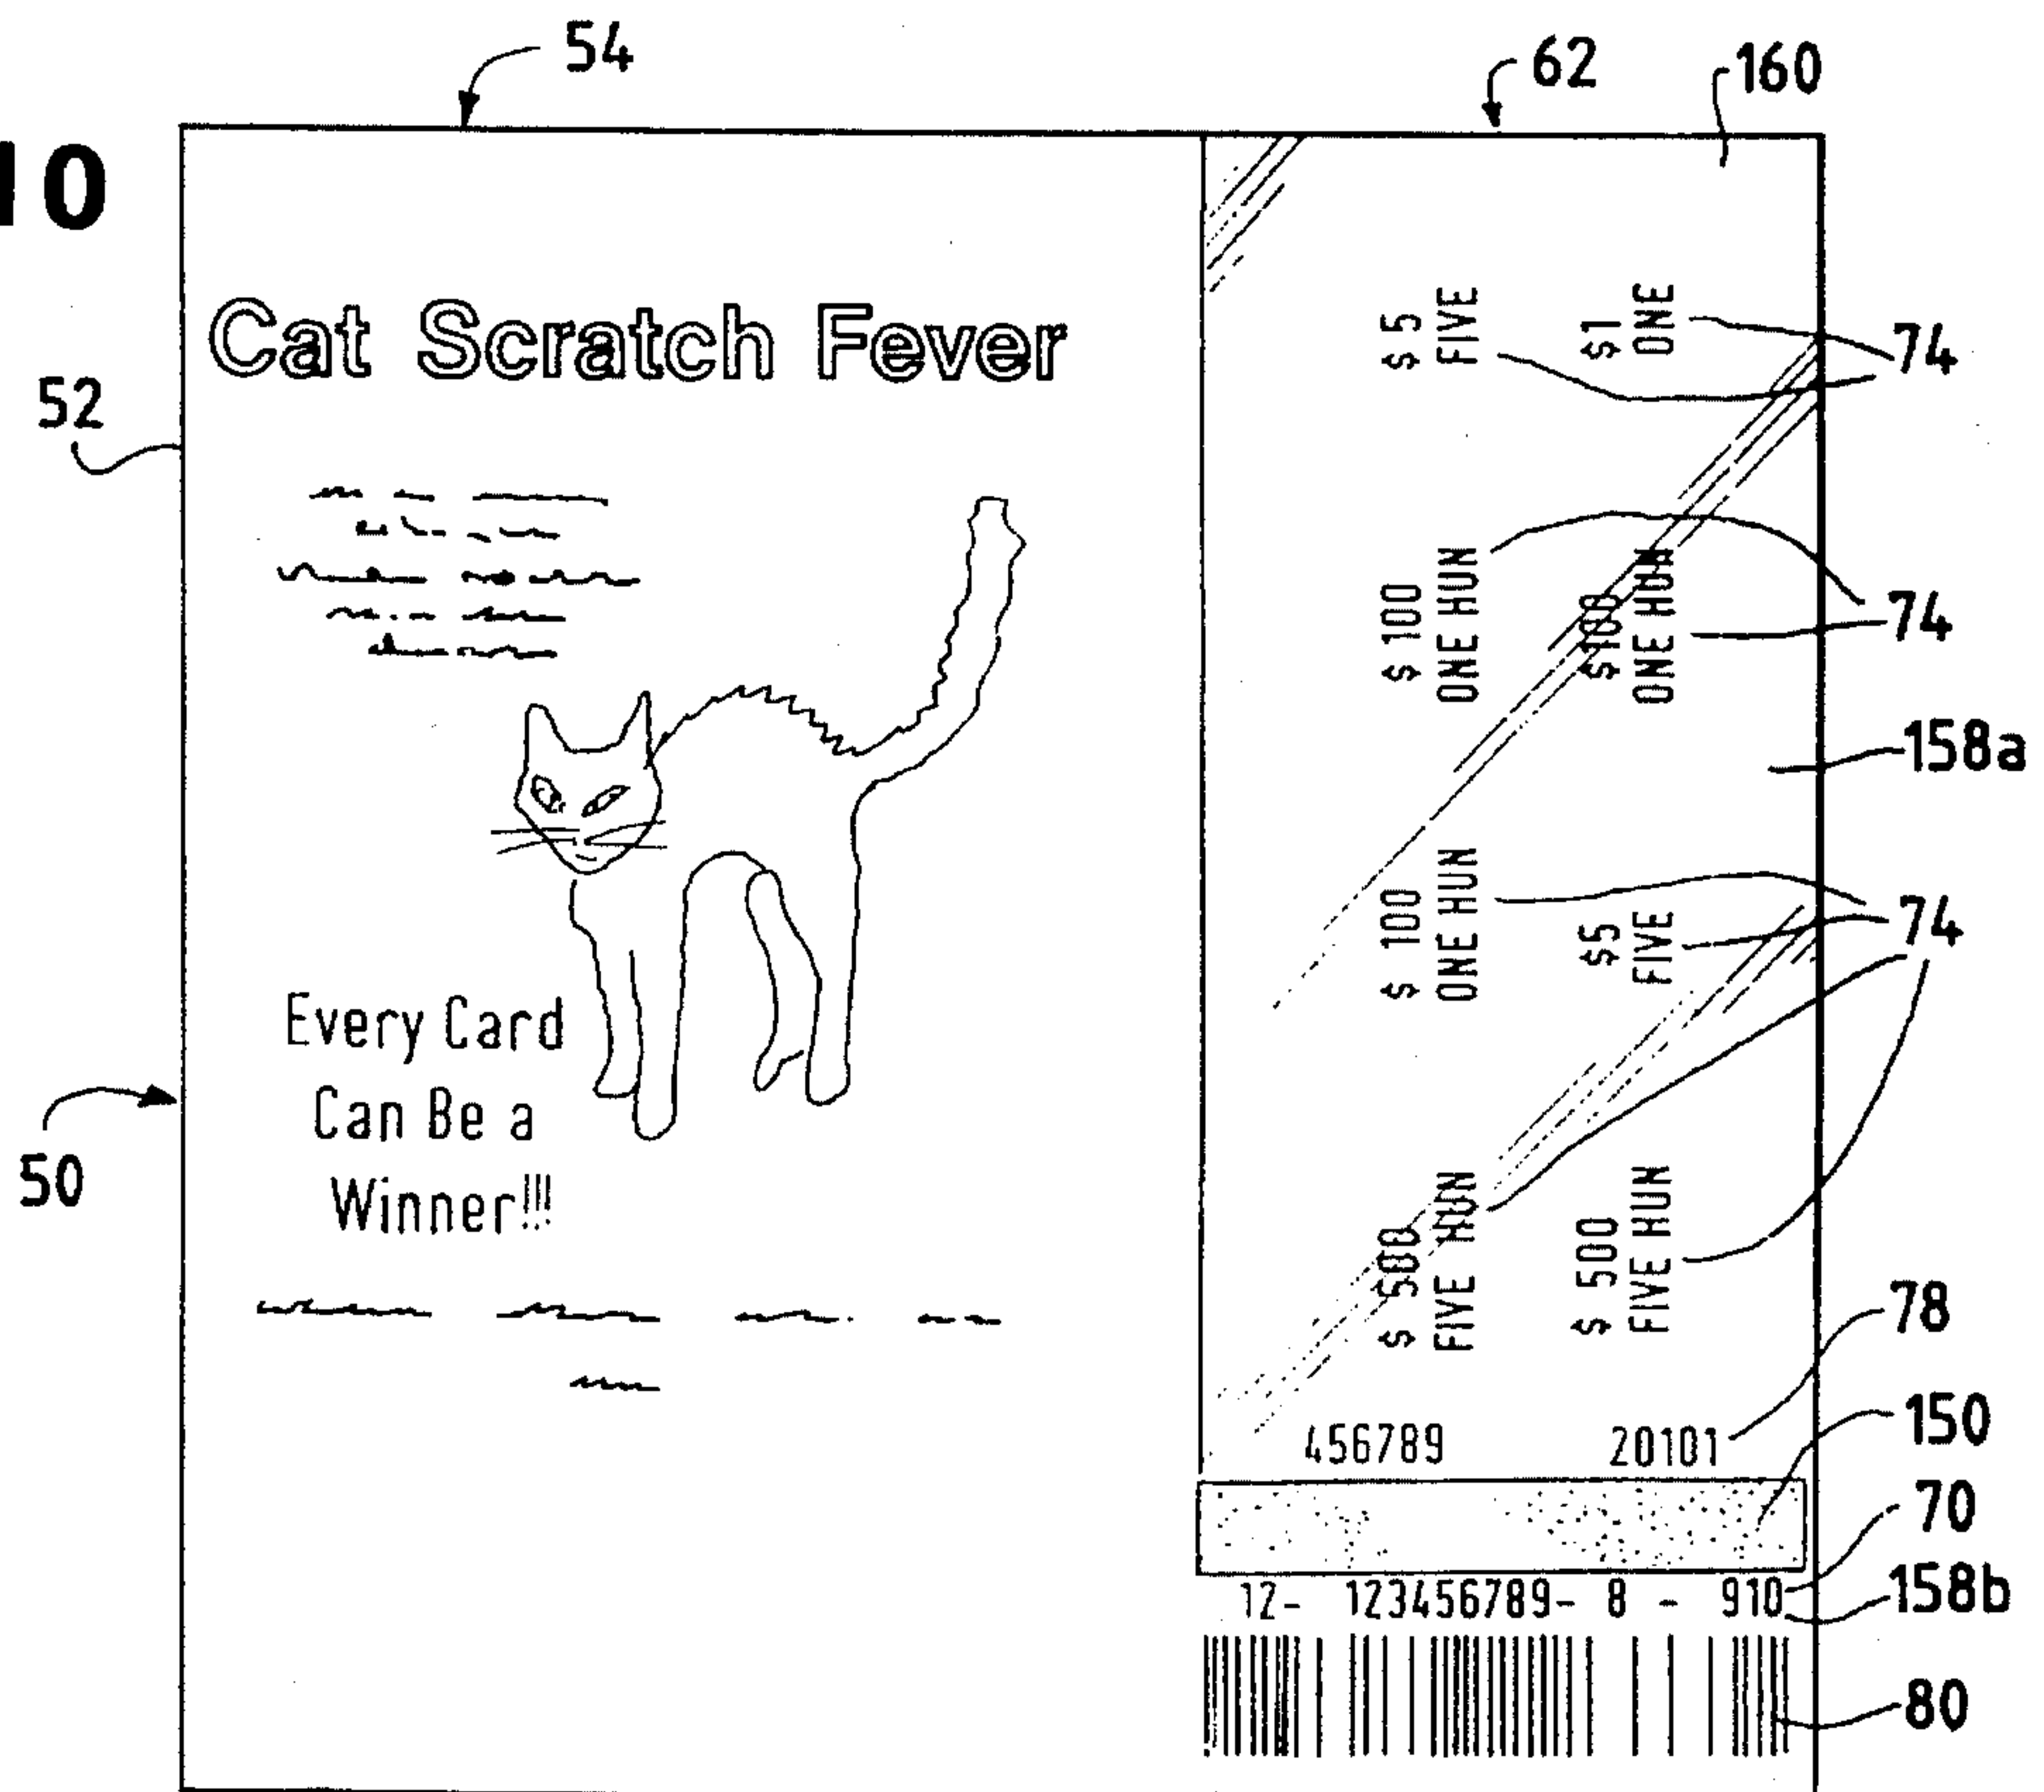 54
62
160
10
Cat Scratch Fever
52
$ 5
FIVE
$1
ONE
74
$ 100
ONE HUN
$100
ONE HUN
74
158a
$ 100
ONE HUN
$5
FIVE
74
Every Card
Can Be a
Winner!!!
50
$ 500
FIVE HUN
$ 500
FIVE HUN
78
456789 20101
150
70
12- 123456789- 8 - 910
158b
80